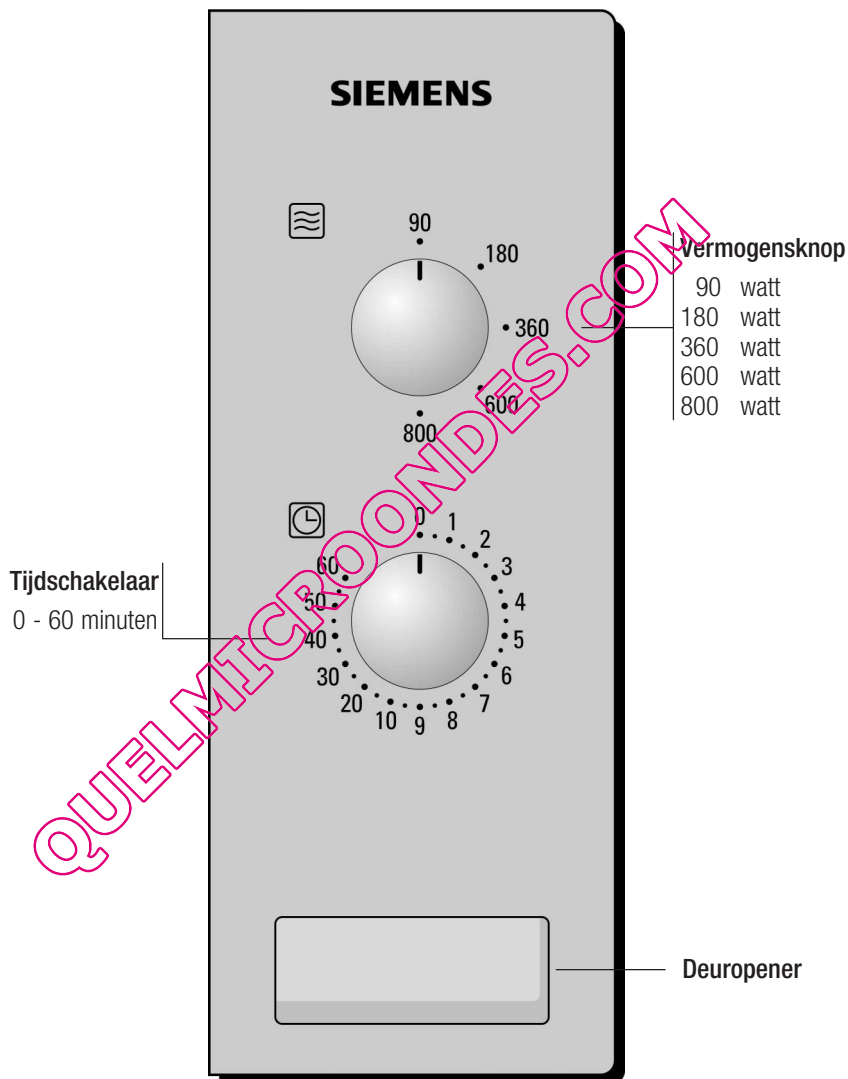 SIEMENS
90
180
360
600
800
Vermogensknop
90 watt
180 watt
360 watt
600 watt
800 watt
0
1
2
3
4
5
6
7
8
9
10
20
30
40
50
60
Tijdschakelaar
0 - 60 minuten
Deuropener
QUELMICROONDES.COM